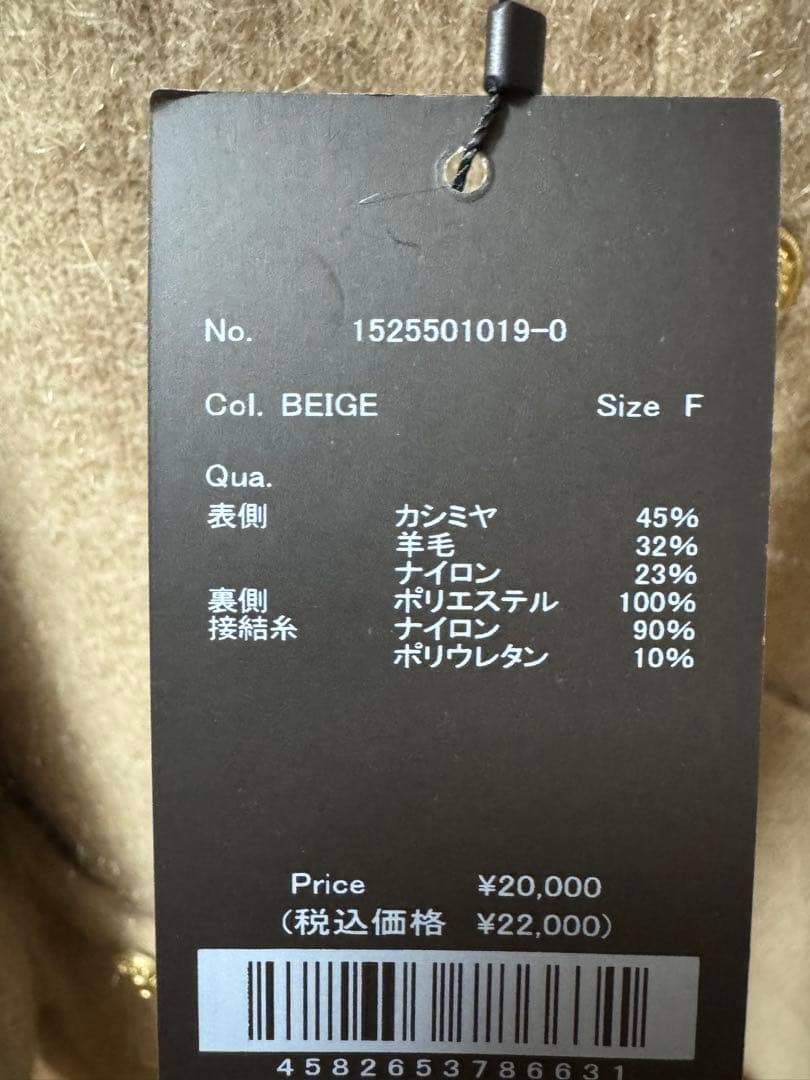 No. 1525501019-0
Col. BEIGE Size F
Qua.
表側 カシミヤ 45%
羊毛 32%
ナイロン 23%
裏側 ポリエステル 100%
接結糸 ナイロン 90%
ポリウレタン 10%
Price ¥20,000
(税込価格 ¥22,000)
4582653786631